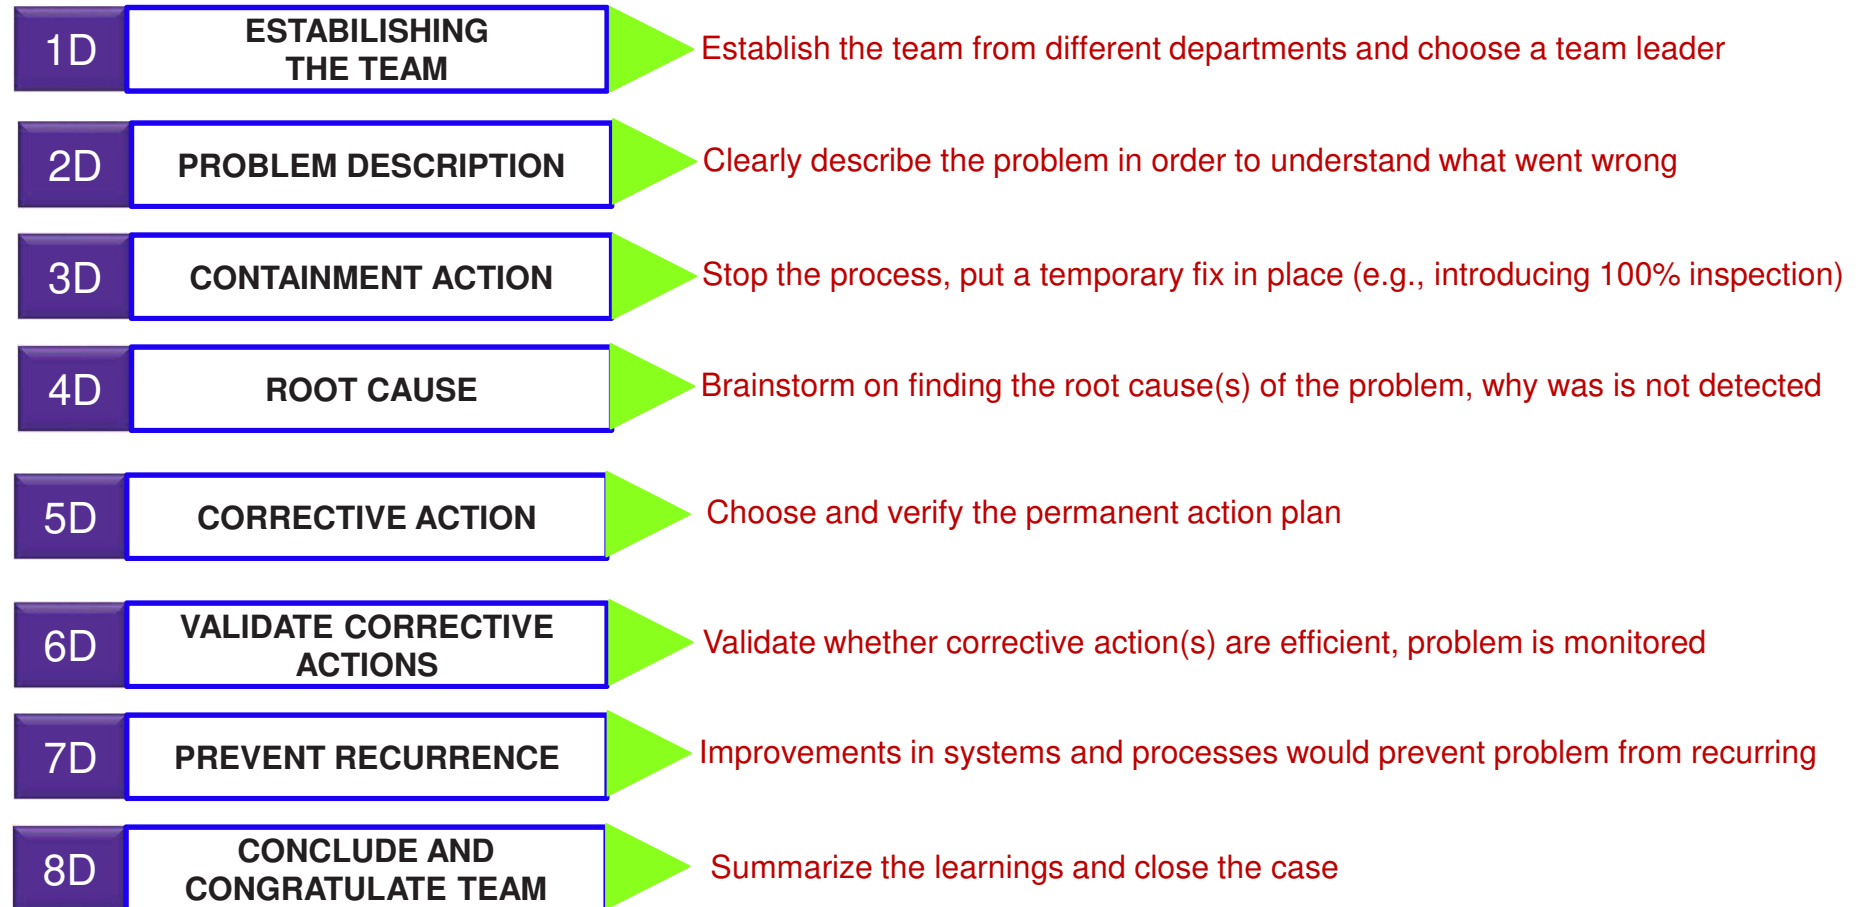 1D
ESTABILISHING
THE TEAM
Establish the team from different departments and choose a team leader
2D
PROBLEM DESCRIPTION
Clearly describe the problem in order to understand what went wrong
3D
CONTAINMENT ACTION
Stop the process, put a temporary fix in place (e.g., introducing 100% inspection)
4D
ROOT CAUSE
Brainstorm on finding the root cause(s) of the problem, why was is not detected
5D
CORRECTIVE ACTION
Choose and verify the permanent action plan
6D
VALIDATE CORRECTIVE
ACTIONS
Validate whether corrective action(s) are efficient, problem is monitored
7D
PREVENT RECURRENCE
Improvements in systems and processes would prevent problem from recurring
8D
CONCLUDE AND
CONGRATULATE TEAM
Summarize the learnings and close the case